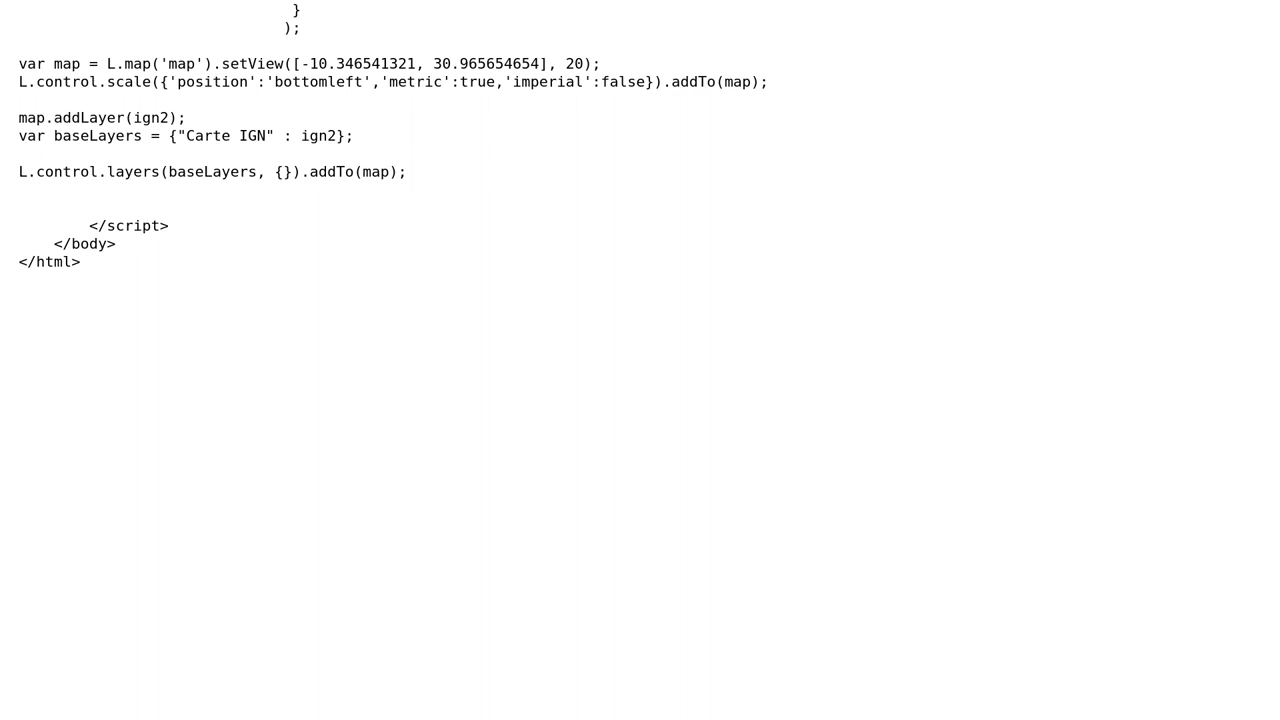 }
);
var map = L.map('map').setView([-10.346541321, 30.965654654], 20);
L.control.scale({'position':'bottomleft','metric':true,'imperial':false}).addTo(map);
map.addLayer(ign2);
var baseLayers = {"Carte IGN" : ign2};
L.control.layers(baseLayers, {}).addTo(map);
</script>
</body>
</html>